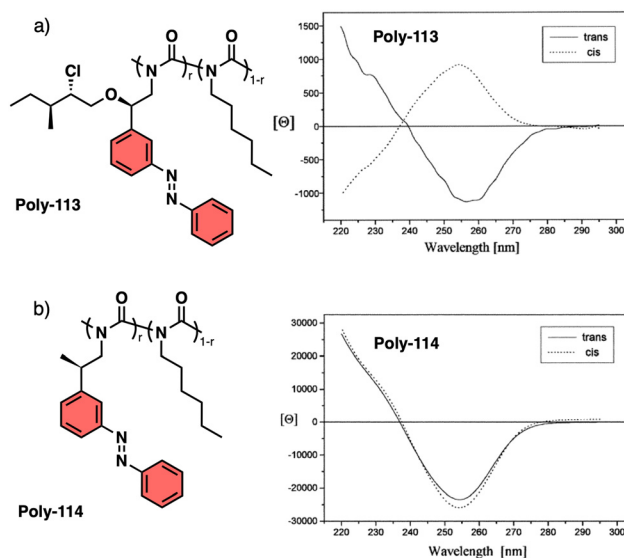 a)
Cl
O
O
O
N
r
N
1-r
N
N
Poly-113
Poly-113
trans
cis
1500
1000
500
0
-500
-1000
[Θ]
220 230 240 250 260 270 280 290 300
Wavelength [nm]
b)
O
O
N
r
N
1-r
N
N
Poly-114
Poly-114
trans
cis
30000
20000
10000
0
-10000
-20000
-30000
[Θ]
220 230 240 250 260 270 280 290 300
Wavelength [nm]